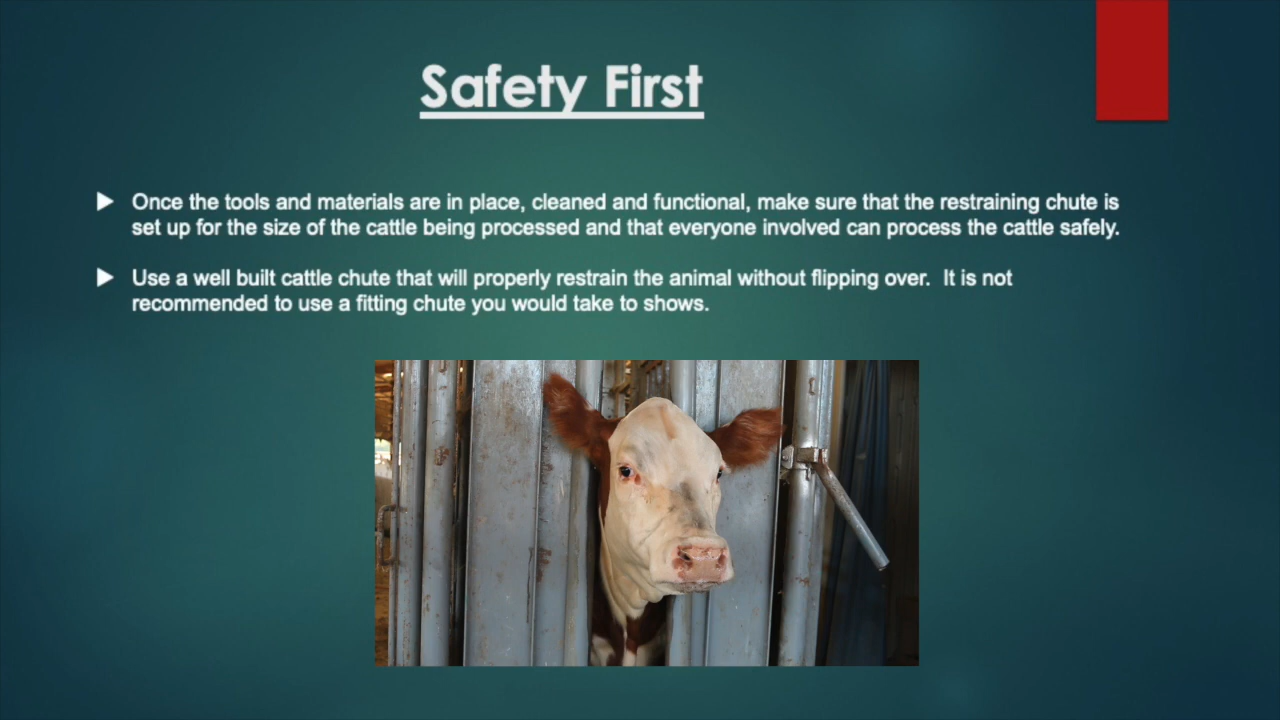 Safety First
Once the tools and materials are in place, cleaned and functional, make sure that the restraining chute is
set up for the size of the cattle being processed and that everyone involved can process the cattle safely.
Use a well built cattle chute that will properly restrain the animal without flipping over.  It is not
recommended to use a fitting chute you would take to shows.